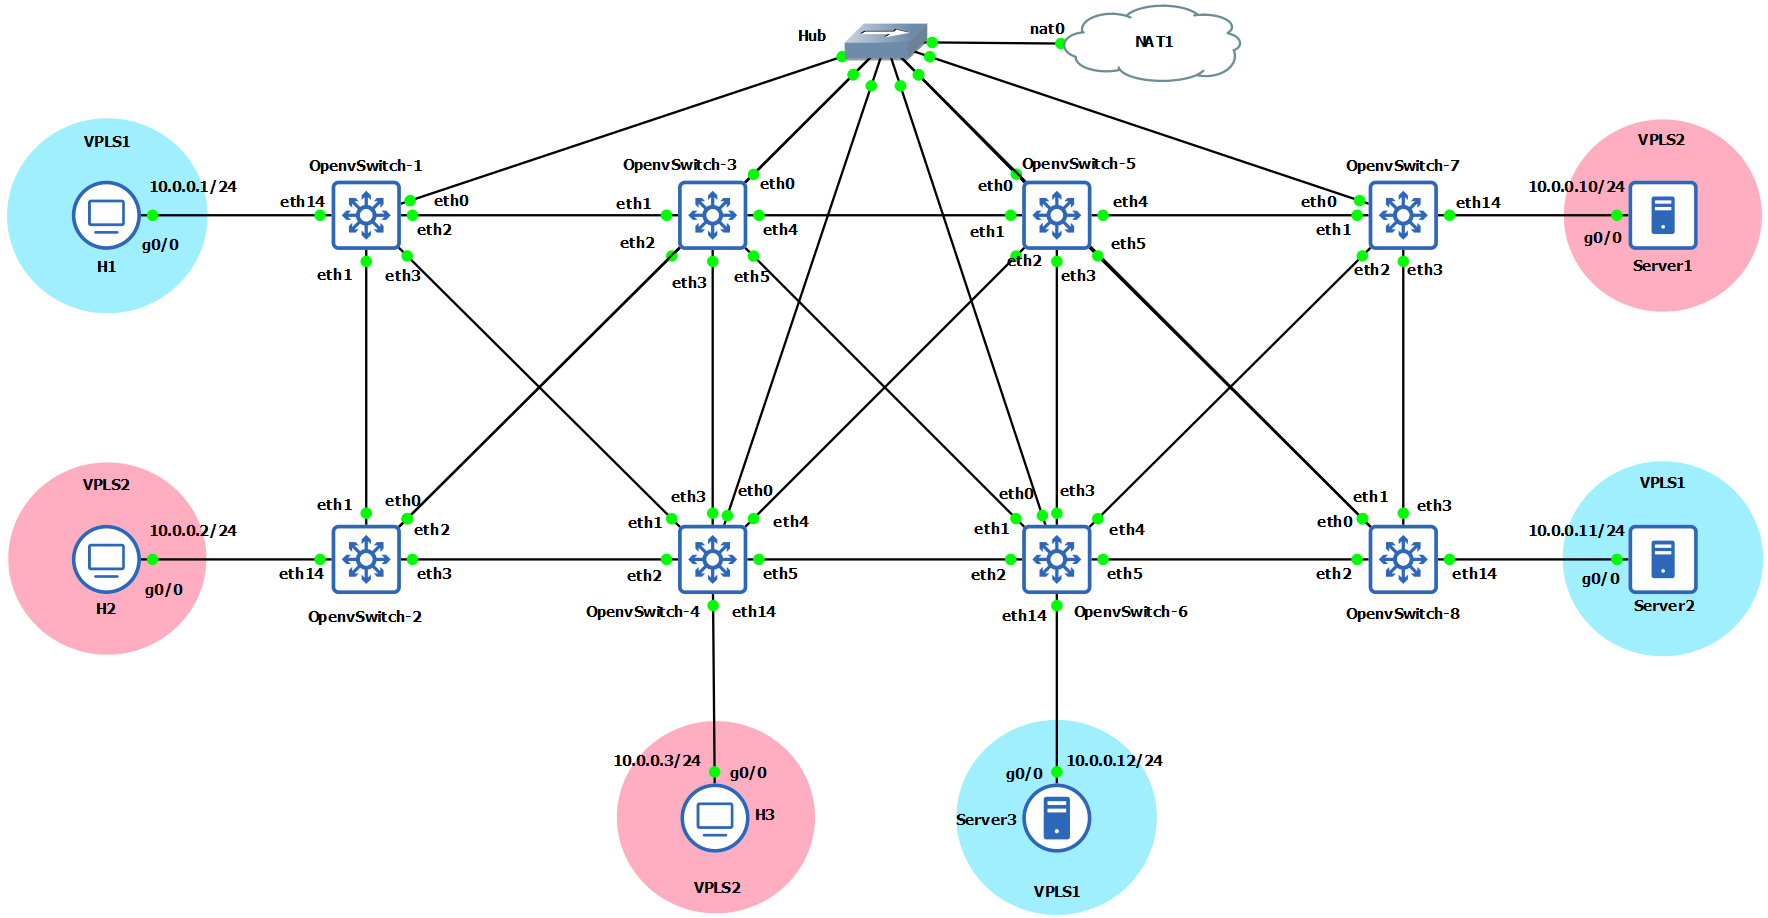 Hub
nat0
NAT1
VPLS1
10.0.0.1/24
g0/0
H1
OpenvSwitch-1
eth14
eth0
eth2
eth1
eth3
OpenvSwitch-3
eth0
eth1
eth4
eth2
eth3
eth5
OpenvSwitch-5
eth0
eth4
eth1
eth5
eth2
eth3
OpenvSwitch-7
eth0
eth14
eth1
eth2
eth3
VPLS2
10.0.0.10/24
g0/0
Server1
VPLS2
10.0.0.2/24
g0/0
H2
eth1
eth0
eth2
eth14
eth3
OpenvSwitch-2
eth3
eth0
eth1
eth4
eth2
eth5
OpenvSwitch-4
eth14
eth0
eth3
eth1
eth4
eth2
eth5
eth14
OpenvSwitch-6
eth1
eth3
eth0
eth2
eth14
OpenvSwitch-8
VPLS1
10.0.0.11/24
g0/0
Server2
10.0.0.3/24
g0/0
H3
VPLS2
10.0.0.12/24
g0/0
Server3
VPLS1